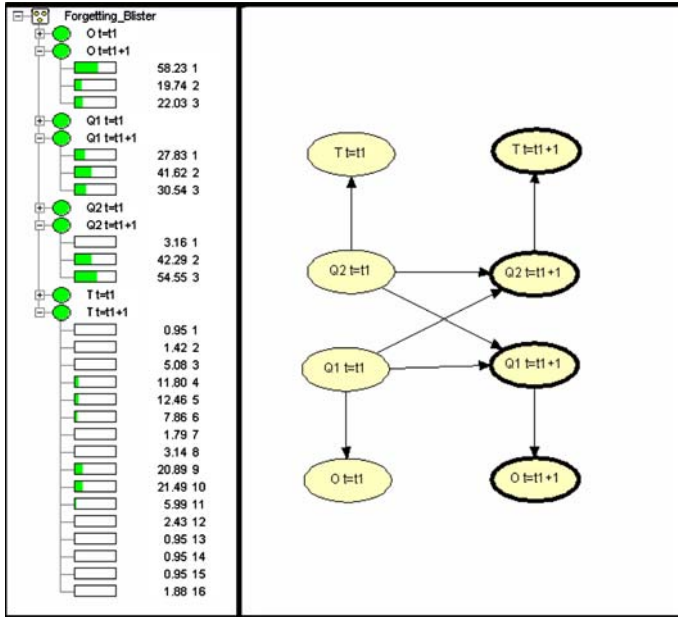 Forgetting_Blister
O t=t1
O t=t1+1
58.23 1
19.74 2
22.03 3
Q1 t=t1
Q1 t=t1+1
27.83 1
41.62 2
30.54 3
Q2 t=t1
Q2 t=t1+1
3.16 1
42.29 2
54.55 3
T t=t1
T t=t1+1
0.95 1
1.42 2
5.08 3
11.80 4
12.46 5
7.86 6
1.79 7
3.14 8
20.89 9
21.49 10
5.99 11
2.43 12
0.95 13
0.95 14
0.95 15
1.88 16
T t=t1
T t=t1+1
Q2 t=t1
Q2 t=t1+1
Q1 t=t1
Q1 t=t1+1
O t=t1
O t=t1+1